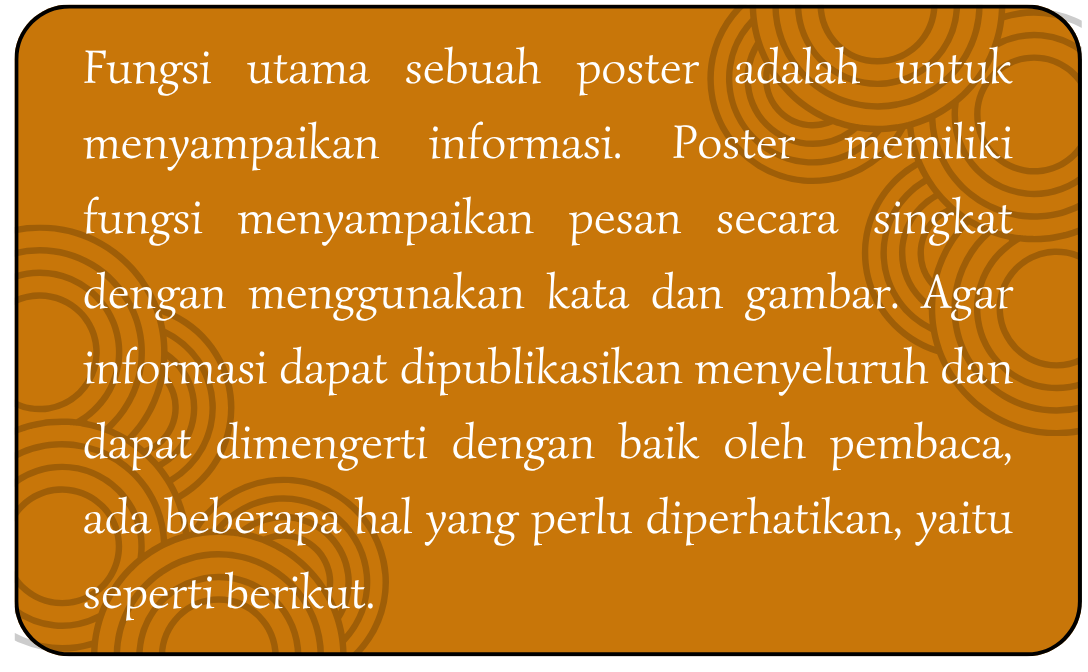 Fungsi utama sebuah poster adalah untuk
menyampaikan informasi. Poster memiliki
fungsi menyampaikan pesan secara singkat
dengan menggunakan kata dan gambar. Agar
informasi dapat dipublikasikan menyeluruh dan
dapat dimengerti dengan baik oleh pembaca,
ada beberapa hal yang perlu diperhatikan, yaitu
seperti berikut.